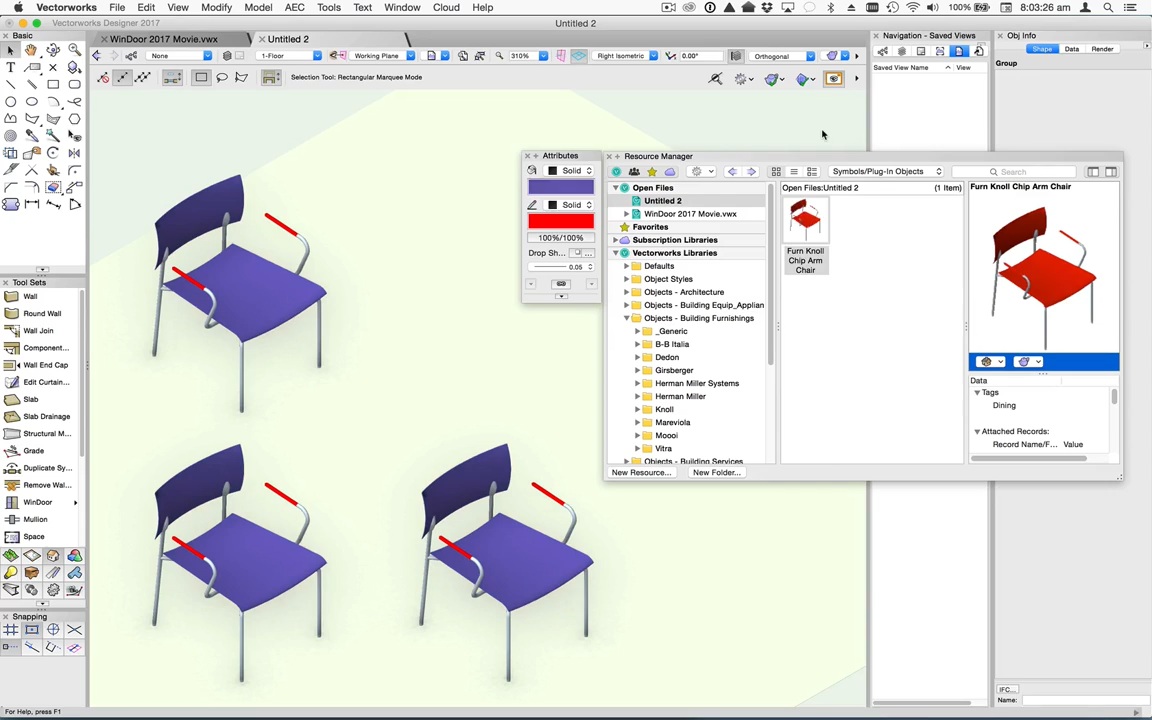 Vectorworks File Edit View Modify Model AEC Tools Text Window Cloud Help 100% 8:03:26 am
Vectorworks Designer 2017 Untitled 2
Basic
WinDoor 2017 Movie.vwx Untitled 2
None 1-Floor Working Plane 310% Right Isometric 0.00° Orthogonal
Selection Tool: Rectangular Marquee Mode
Navigation - Saved Views
Saved View Name View
Obj Info
Shape Data Render
Group
Tool Sets
Wall
Round Wall
Wall Join
Component...
Wall End Cap
Edit Curtain...
Slab
Slab Drainage
Structural M...
Grade
Duplicate Sy...
Remove Wal...
WinDoor
Mullion
Space
Snapping
For Help, press F1
Attributes
Solid
Solid
100%/100%
Drop Sh... ...
0.05
Resource Manager
Symbols/Plug-In Objects Search
Open Files
Untitled 2
WinDoor 2017 Movie.vwx
Favorites
Subscription Libraries
Vectorworks Libraries
Defaults
Object Styles
Objects - Architecture
Objects - Building Equip_Applian
Objects - Building Furnishings
_Generic
B-B Italia
Dedon
Girsberger
Herman Miller Systems
Herman Miller
Knoll
Mareviola
Moooi
Vitra
Objects - Building Services
New Resource... New Folder...
Open Files:Untitled 2 (1 Item)
Furn Knoll
Chip Arm
Chair
Furn Knoll Chip Arm Chair
Data
Tags
Dining
Attached Records:
Record Name/F... Value
IFC...
Name: